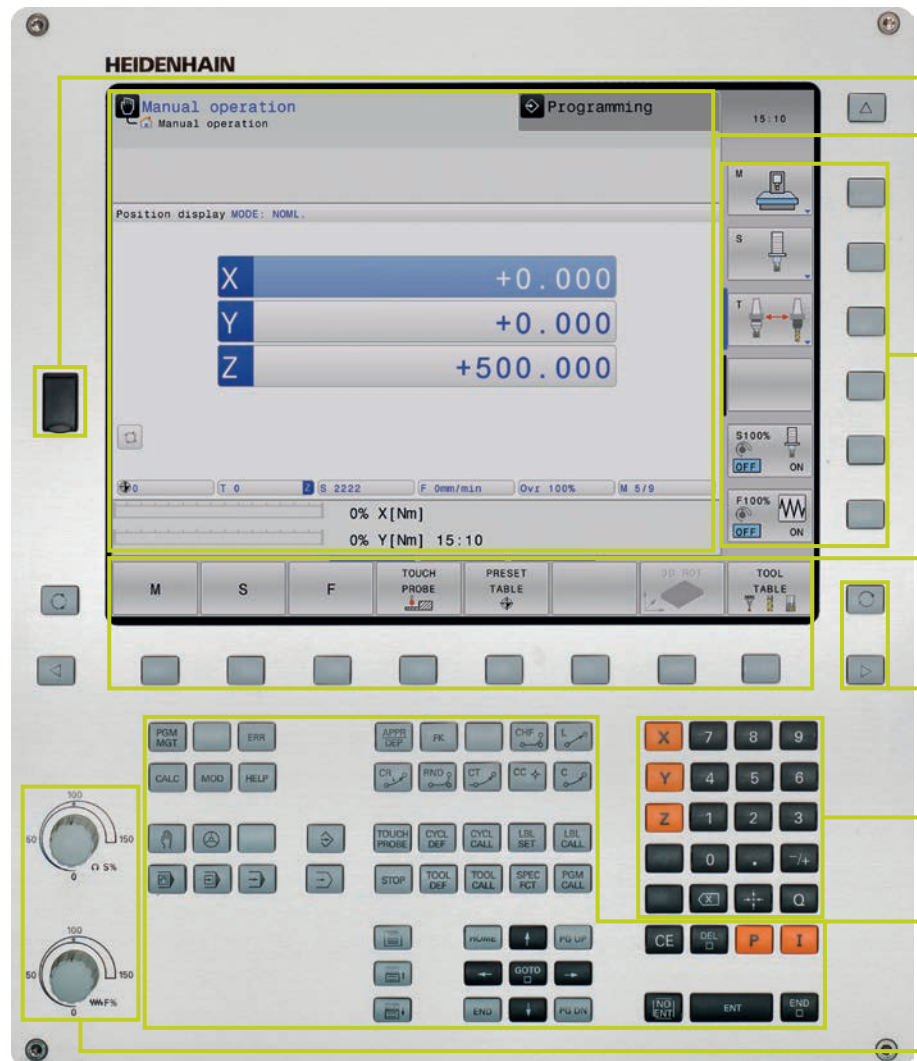 HEIDENHAIN
Manual operation
Manual operation
Programming
15:10
M
Position display MODE: NOML.
S
X +0.000
Y +0.000
T
Z +500.000
S100%
OFF ON
0 T 0 Z S 2222 F 0mm/min Ovr 100% M 5/9
0% X[Nm]
F100%
OFF ON
0% Y[Nm] 15:10
M S F TOUCH PROBE PRESET TABLE 3D ROT TOOL TABLE
PGM MGT ERR APPR DEP FK CHF L X 7 8 9
CALC MOD HELP CR RND CT CC C Y 4 5 6
100
50 150
0 S%
Z 1 2 3
TOUCH PROBE CYCL DEF CYCL CALL LBL SET LBL CALL
0 . -/+
STOP TOOL DEF TOOL CALL SPEC FCT PGM CALL
X Q
100
50 150
0 F%
HOME PG UP CE DEL P I
GOTO
END PG DN NO ENT ENT END